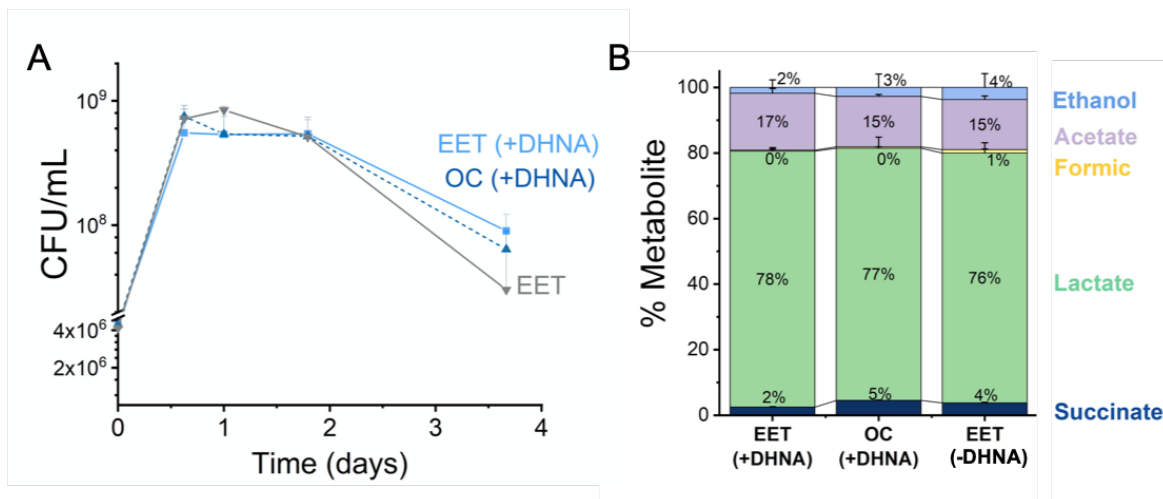 A
CFU/mL
10⁹
10⁸
4x10⁶
2x10⁶
0
1
2
3
4
Time (days)
EET (+DHNA)
OC (+DHNA)
EET
B
% Metabolite
100
80
60
40
20
0
2%
3%
4%
17%
15%
15%
0%
0%
1%
78%
77%
76%
2%
5%
4%
EET
(+DHNA)
OC
(+DHNA)
EET
(-DHNA)
Ethanol
Acetate
Formic
Lactate
Succinate